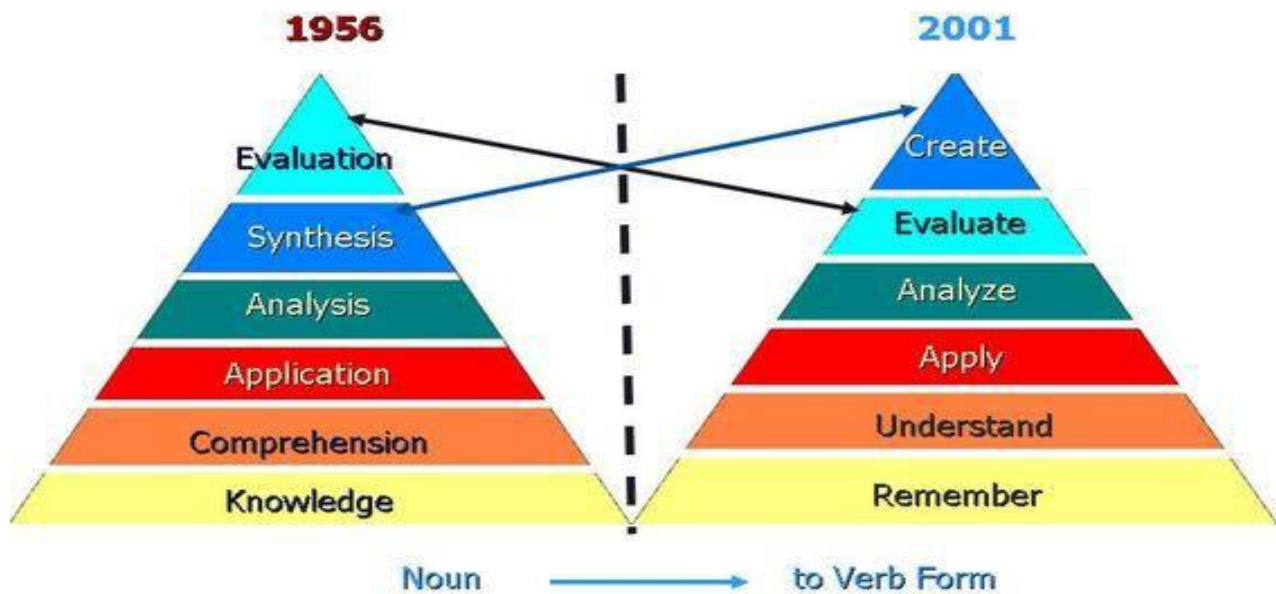 1956
Evaluation
Synthesis
Analysis
Application
Comprehension
Knowledge
2001
Create
Evaluate
Analyze
Apply
Understand
Remember
Noun to Verb Form